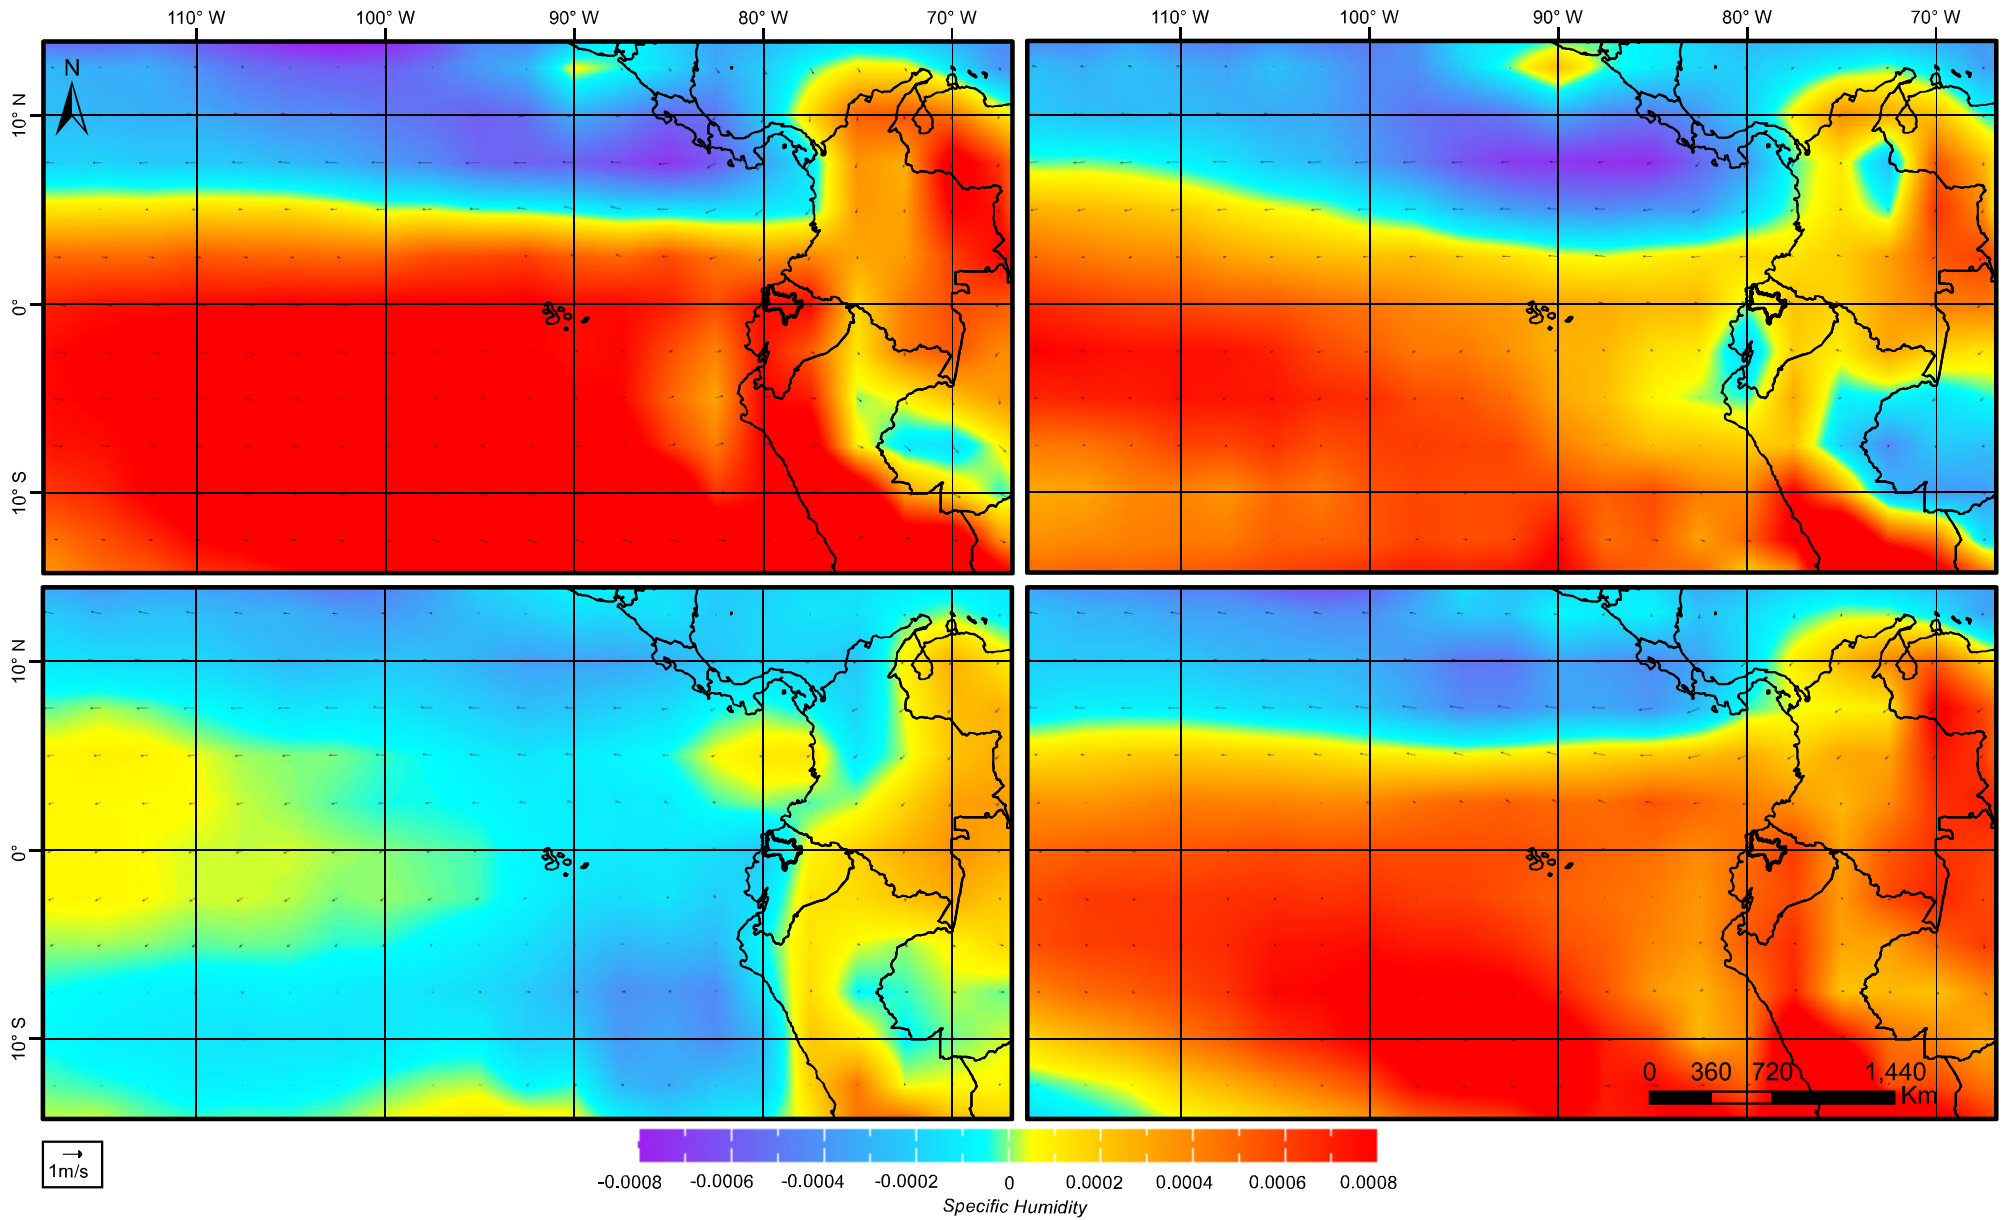 110° W 100° W 90° W 80° W 70° W 110° W 100° W 90° W 80° W 70° W
N
10° N
0°
10° S
10° N
0°
10° S
0 360 720 1,440
Km
1m/s
-0.0008 -0.0006 -0.0004 -0.0002 0 0.0002 0.0004 0.0006 0.0008
Specific Humidity